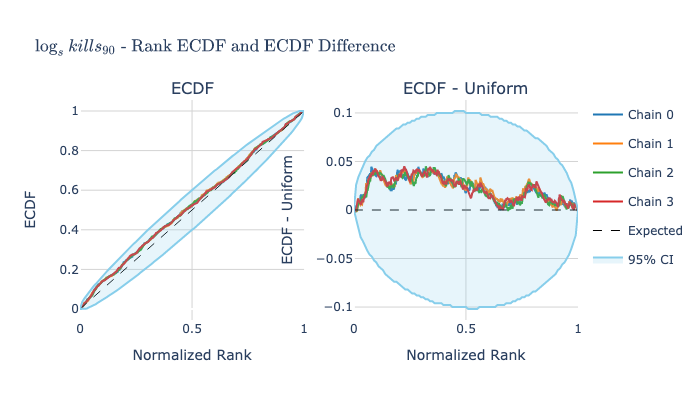 log_s kills_90 - Rank ECDF and ECDF Difference
ECDF
ECDF
1
0.8
0.6
0.4
0.2
0
0
0.5
1
Normalized Rank
ECDF - Uniform
ECDF - Uniform
0.1
0.05
0
−0.05
−0.1
0
0.5
1
Normalized Rank
Chain 0
Chain 1
Chain 2
Chain 3
Expected
95% CI